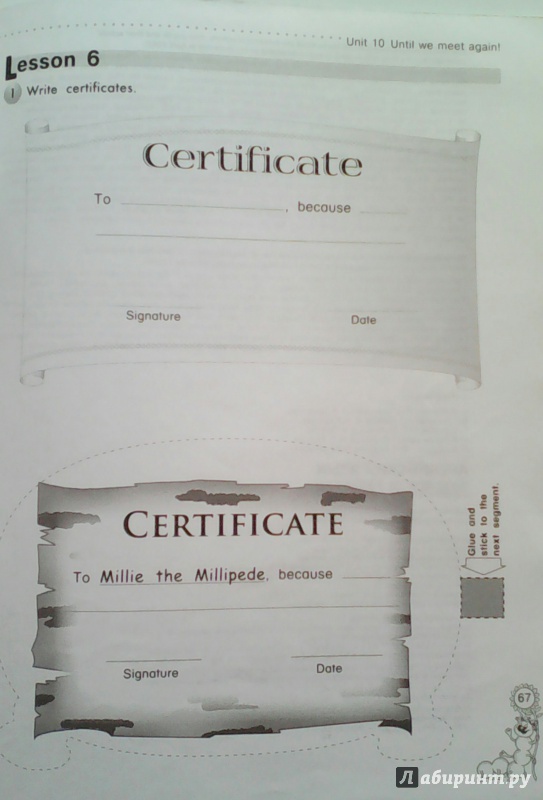 Unit 10 Until we meet again!
Lesson 6
1 Write certificates.
Certificate
To , because
Signature Date
CERTIFICATE
To Millie the Millipede, because
Signature Date
Glue and
stick to the
next segment.
67
Лабиринт.ру